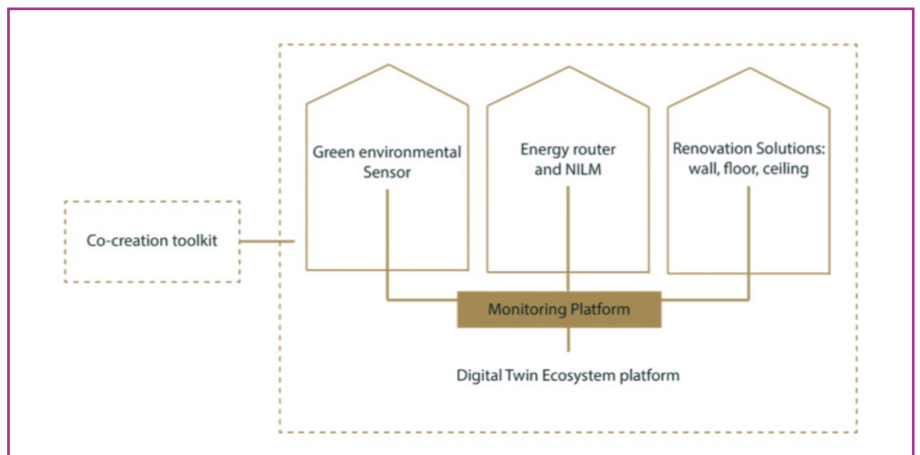 Green environmental
Sensor
Energy router
and NILM
Renovation Solutions:
wall, floor, ceiling
Co-creation toolkit
Monitoring Platform
Digital Twin Ecosystem platform